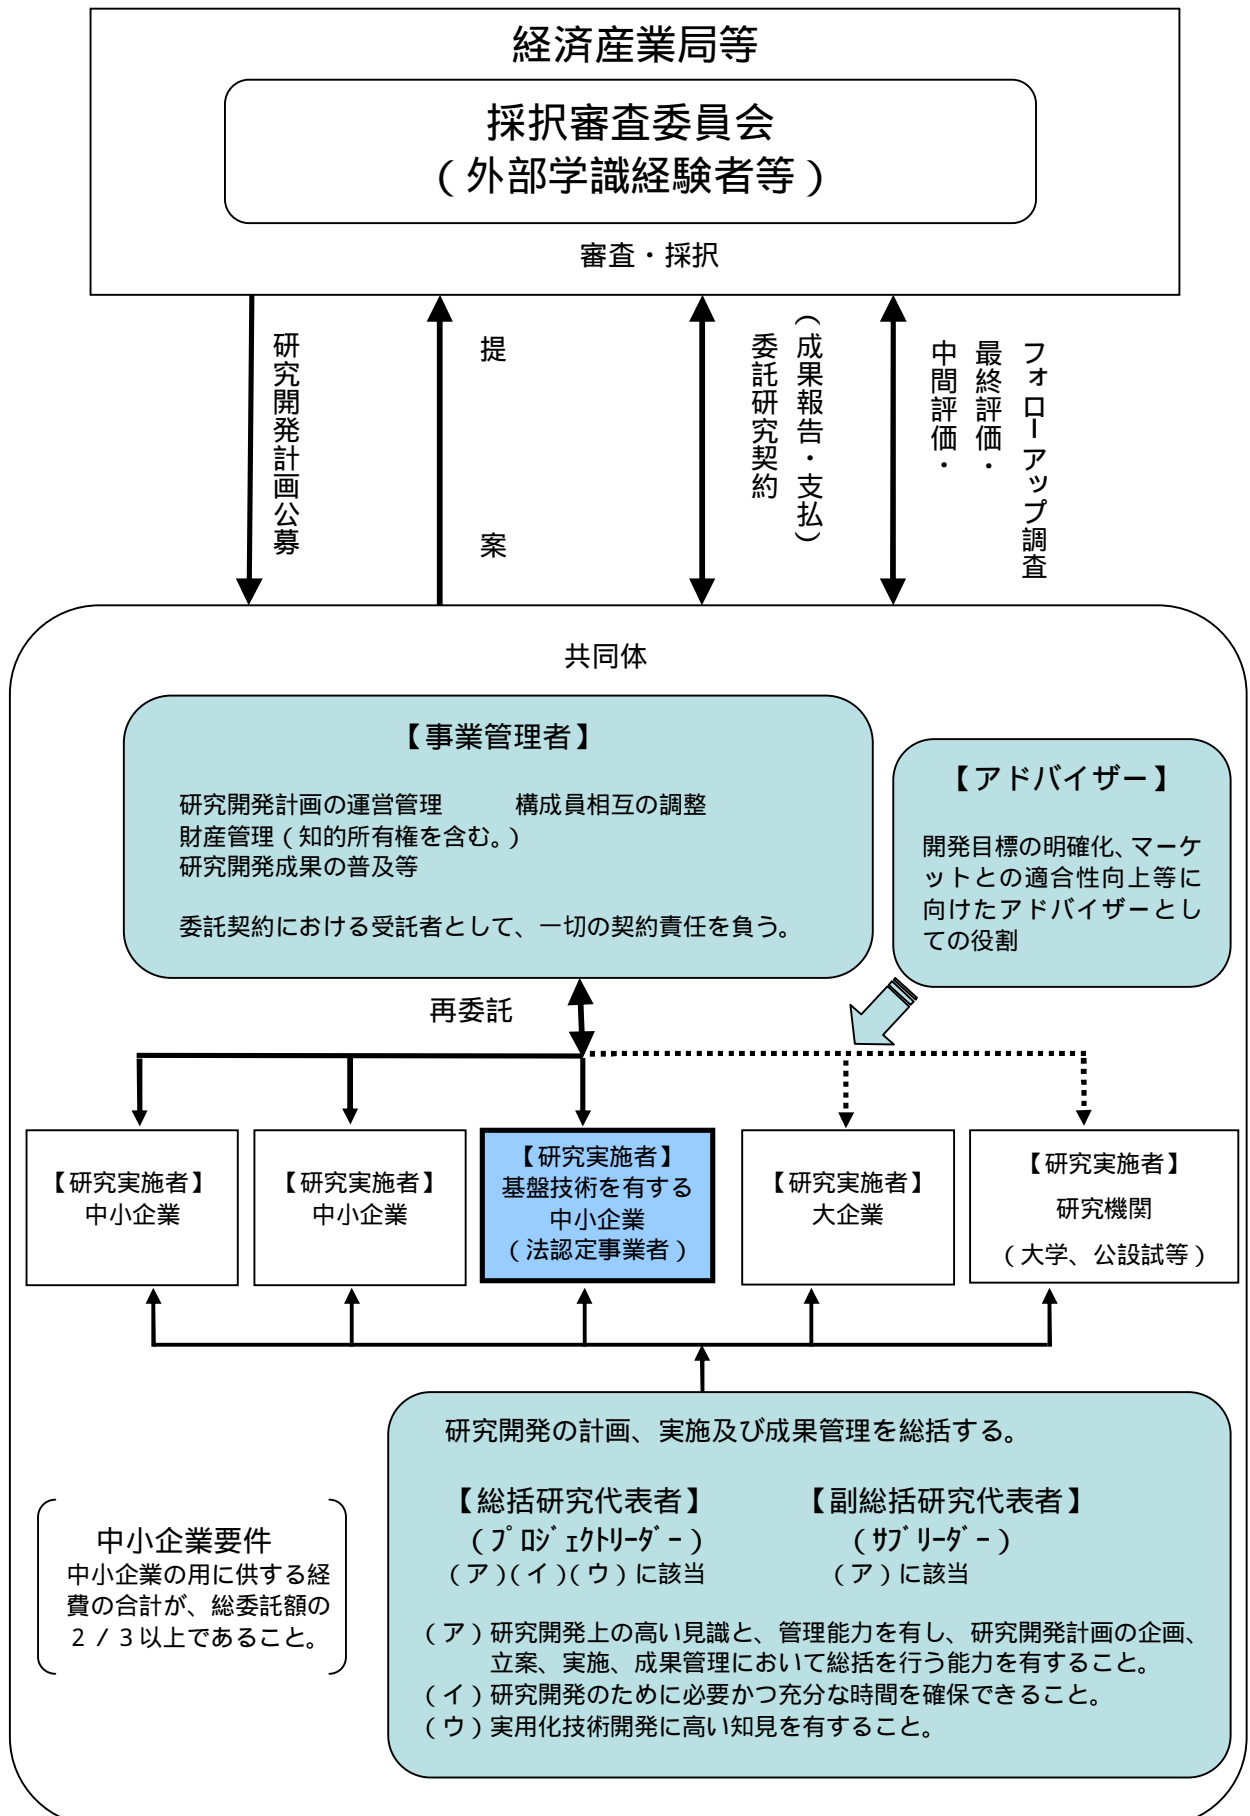 経済産業局等
採択審査委員会
（外部学識経験者等）
審査・採択
研究開発計画公募
提案
委託研究契約
（成果報告・支払）
中間評価・
最終評価・
フォローアップ調査
共同体
【事業管理者】
研究開発計画の運営管理　　構成員相互の調整
財産管理（知的所有権を含む。）
研究開発成果の普及等
委託契約における受託者として、一切の契約責任を負う。
【アドバイザー】
開発目標の明確化、マーケ
ットとの適合性向上等に
向けたアドバイザーとし
ての役割
再委託
【研究実施者】
中小企業
【研究実施者】
中小企業
【研究実施者】
基盤技術を有する
中小企業
（法認定事業者）
【研究実施者】
大企業
【研究実施者】
研究機関
（大学、公設試等）
研究開発の計画、実施及び成果管理を総括する。
【総括研究代表者】
（ﾌﾟﾛｼﾞｪｸﾄﾘｰﾀﾞｰ）
（ア）（イ）（ウ）に該当
【副総括研究代表者】
（ｻﾌﾞﾘｰﾀﾞｰ）
（ア）に該当
（ア）研究開発上の高い見識と、管理能力を有し、研究開発計画の企画、
立案、実施、成果管理において総括を行う能力を有すること。
（イ）研究開発のために必要かつ充分な時間を確保できること。
（ウ）実用化技術開発に高い知見を有すること。
中小企業要件
中小企業の用に供する経
費の合計が、総委託額の
２／３以上であること。